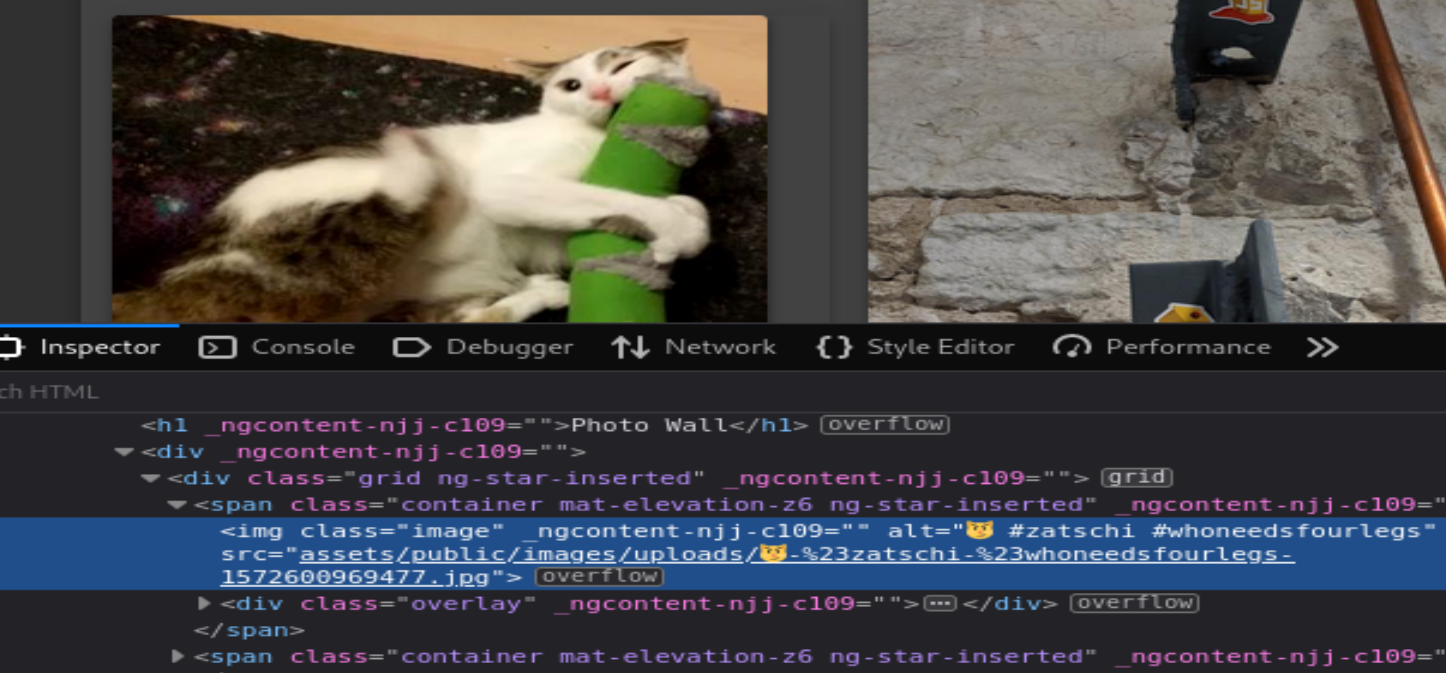 JS
Inspector Console Debugger Network Style Editor Performance
ch HTML
<h1 _ngcontent-njj-c109="">Photo Wall</h1> overflow
<div _ngcontent-njj-c109="">
<div class="grid ng-star-inserted" _ngcontent-njj-c109=""> grid
<span class="container mat-elevation-z6 ng-star-inserted" _ngcontent-njj-c109="
<img class="image" _ngcontent-njj-c109="" alt="😼 #zatschi #whoneedsfourlegs"
src="assets/public/images/uploads/😼-%23zatschi-%23whoneedsfourlegs-
1572600969477.jpg"> overflow
<div class="overlay" _ngcontent-njj-c109="">⋯</div> overflow
</span>
<span class="container mat-elevation-z6 ng-star-inserted" _ngcontent-njj-c109="